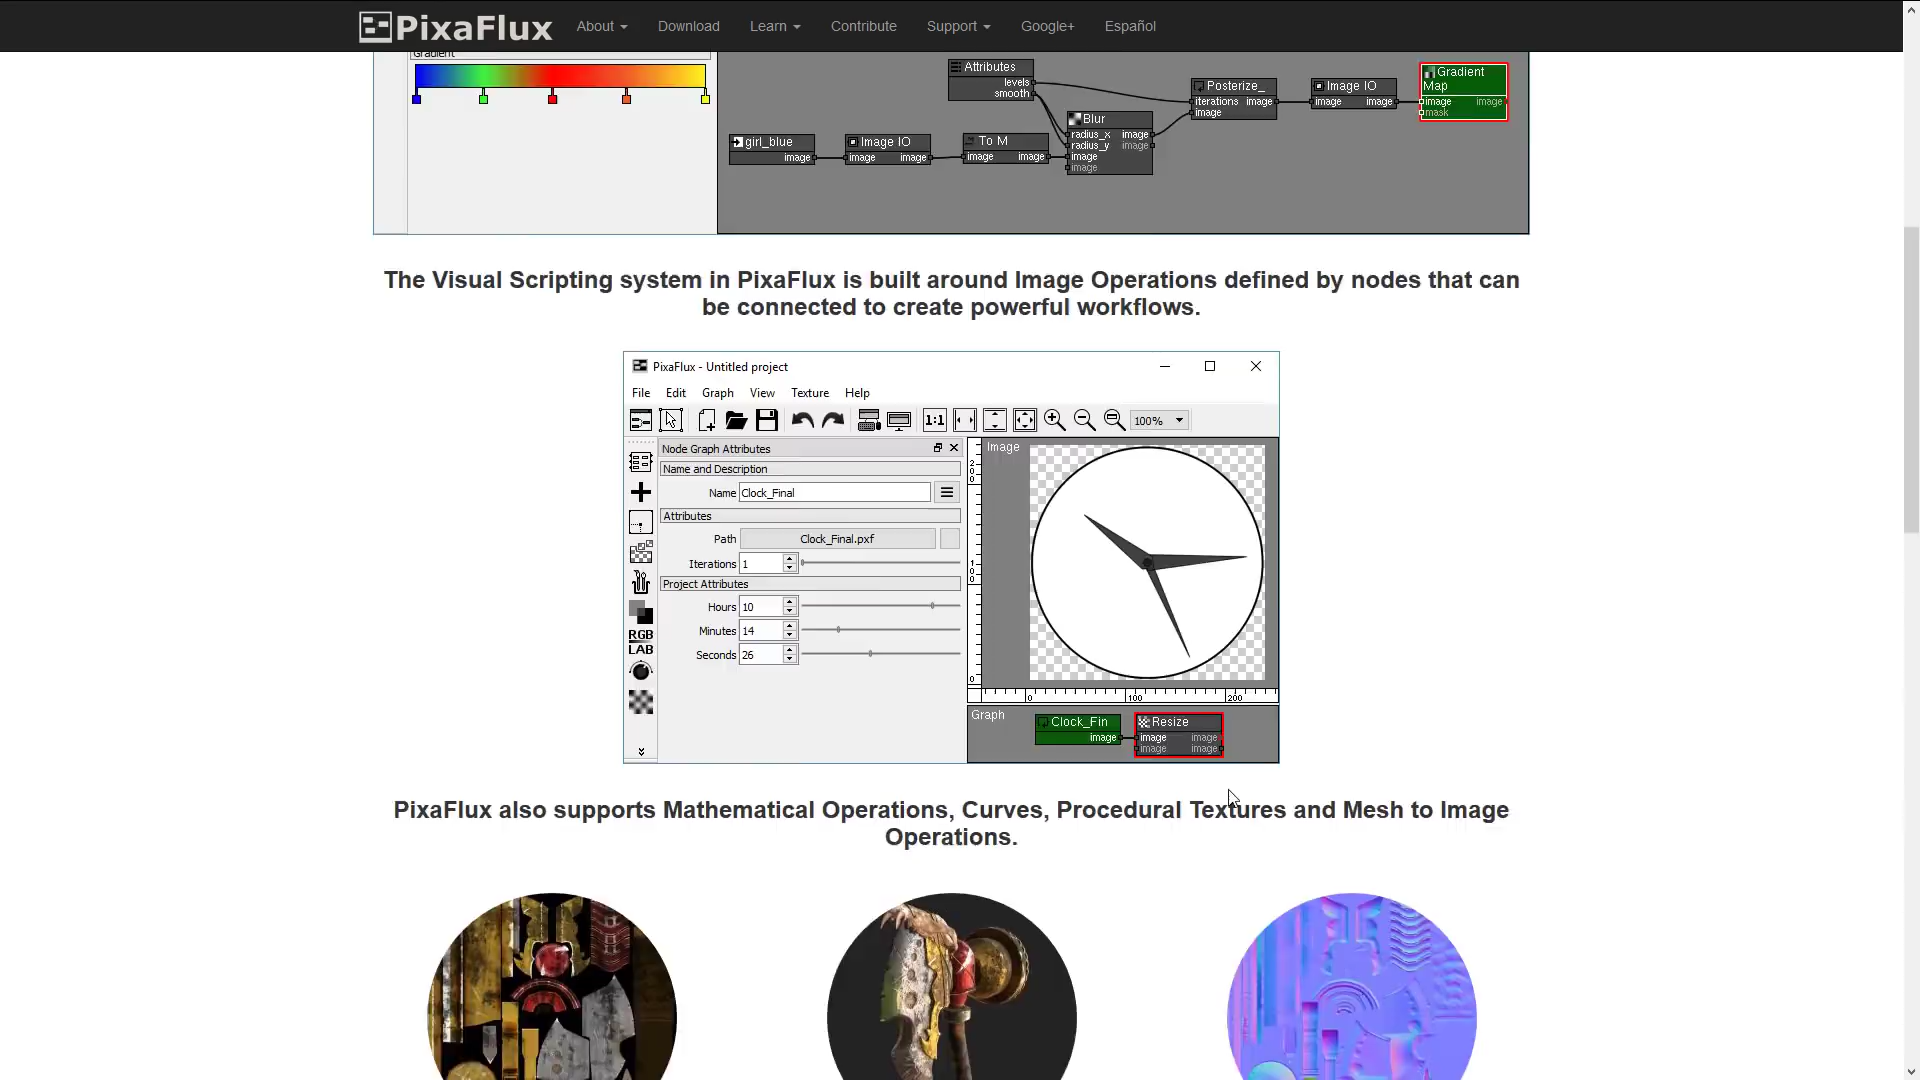 PixaFlux About Download Learn Contribute Support Google+ Español
Gradient
Attributes
levels
smooth
Posterize_
iterations image
image
Image IO
image image
Gradient
Map
image image
mask
Blur
radius_x image
radius_y image
image
image
girl_blue
image
Image IO
image image
To M
image image
The Visual Scripting system in PixaFlux is built around Image Operations defined by nodes that can
be connected to create powerful workflows.
PixaFlux - Untitled project
File Edit Graph View Texture Help
1:1 100%
Node Graph Attributes
Name and Description
Name Clock_Final
Attributes
Path Clock_Final.pxf
Iterations 1
Project Attributes
Hours 10
Minutes 14
Seconds 26
RGB
LAB
Image
200
100
0
0 100 200
Graph
Clock_Fin
image
Resize
image image
image image
PixaFlux also supports Mathematical Operations, Curves, Procedural Textures and Mesh to Image
Operations.